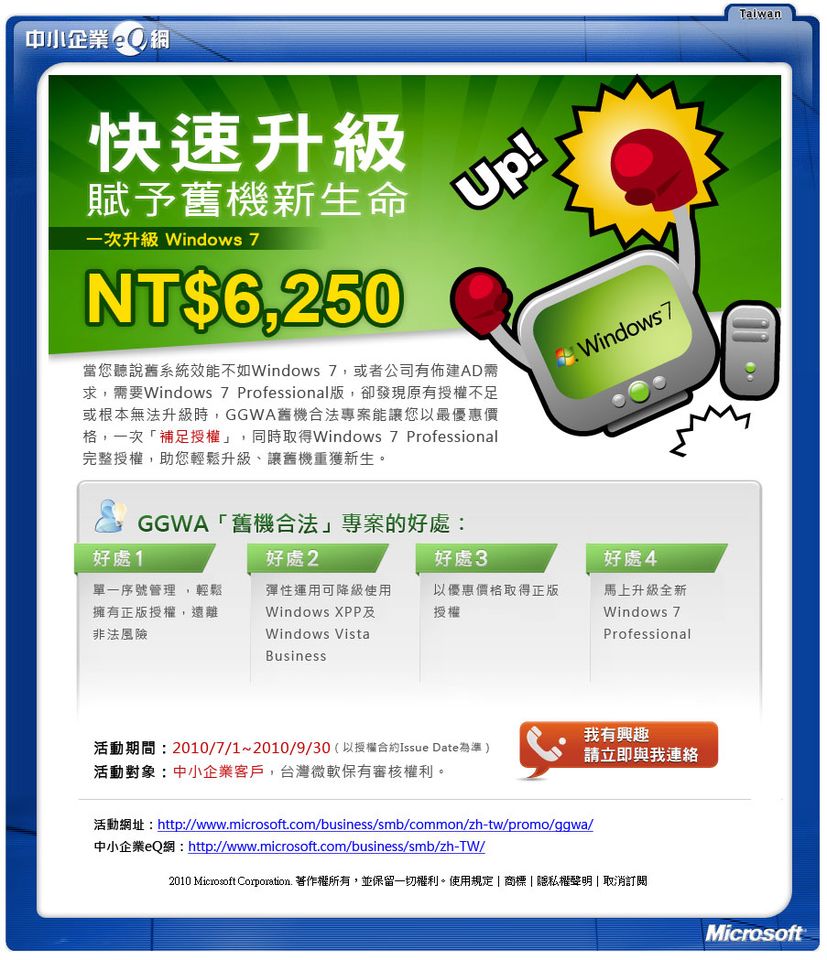 Taiwan
中小企業eQ網
快速升級
賦予舊機新生命
一次升級 Windows 7
NT$6,250
Up!
Windows 7
當您聽說舊系統效能不如Windows 7，或者公司有佈建AD需
求，需要Windows 7 Professional版，卻發現原有授權不足
或根本無法升級時，GGWA舊機合法專案能讓您以最優惠價
格，一次「補足授權」，同時取得Windows 7 Professional
完整授權，助您輕鬆升級、讓舊機重獲新生。
GGWA「舊機合法」專案的好處：
好處1
單一序號管理 ，輕鬆
擁有正版授權，遠離
非法風險
好處2
彈性運用可降級使用
Windows XPP及
Windows Vista
Business
好處3
以優惠價格取得正版
授權
好處4
馬上升級全新
Windows 7
Professional
活動期間：2010/7/1~2010/9/30（以授權合約Issue Date為準）
活動對象：中小企業客戶，台灣微軟保有審核權利。
我有興趣
請立即與我連絡
活動網址：http://www.microsoft.com/business/smb/common/zh-tw/promo/ggwa/
中小企業eQ網：http://www.microsoft.com/business/smb/zh-TW/
2010 Microsoft Corporation. 著作權所有，並保留一切權利。使用規定 | 商標 | 隱私權聲明 | 取消訂閱
Microsoft